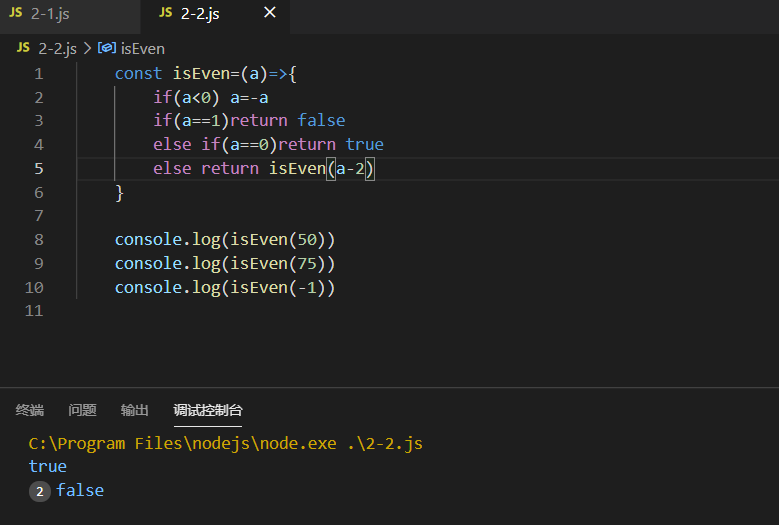 JS 2-1.js JS 2-2.js ×
JS 2-2.js > isEven
1 const isEven=(a)=>{
2 if(a<0) a=-a
3 if(a==1)return false
4 else if(a==0)return true
5 else return isEven(a-2)
6 }
7
8 console.log(isEven(50))
9 console.log(isEven(75))
10 console.log(isEven(-1))
11
终端 问题 输出 调试控制台
C:\Program Files\nodejs\node.exe .\2-2.js
true
2 false